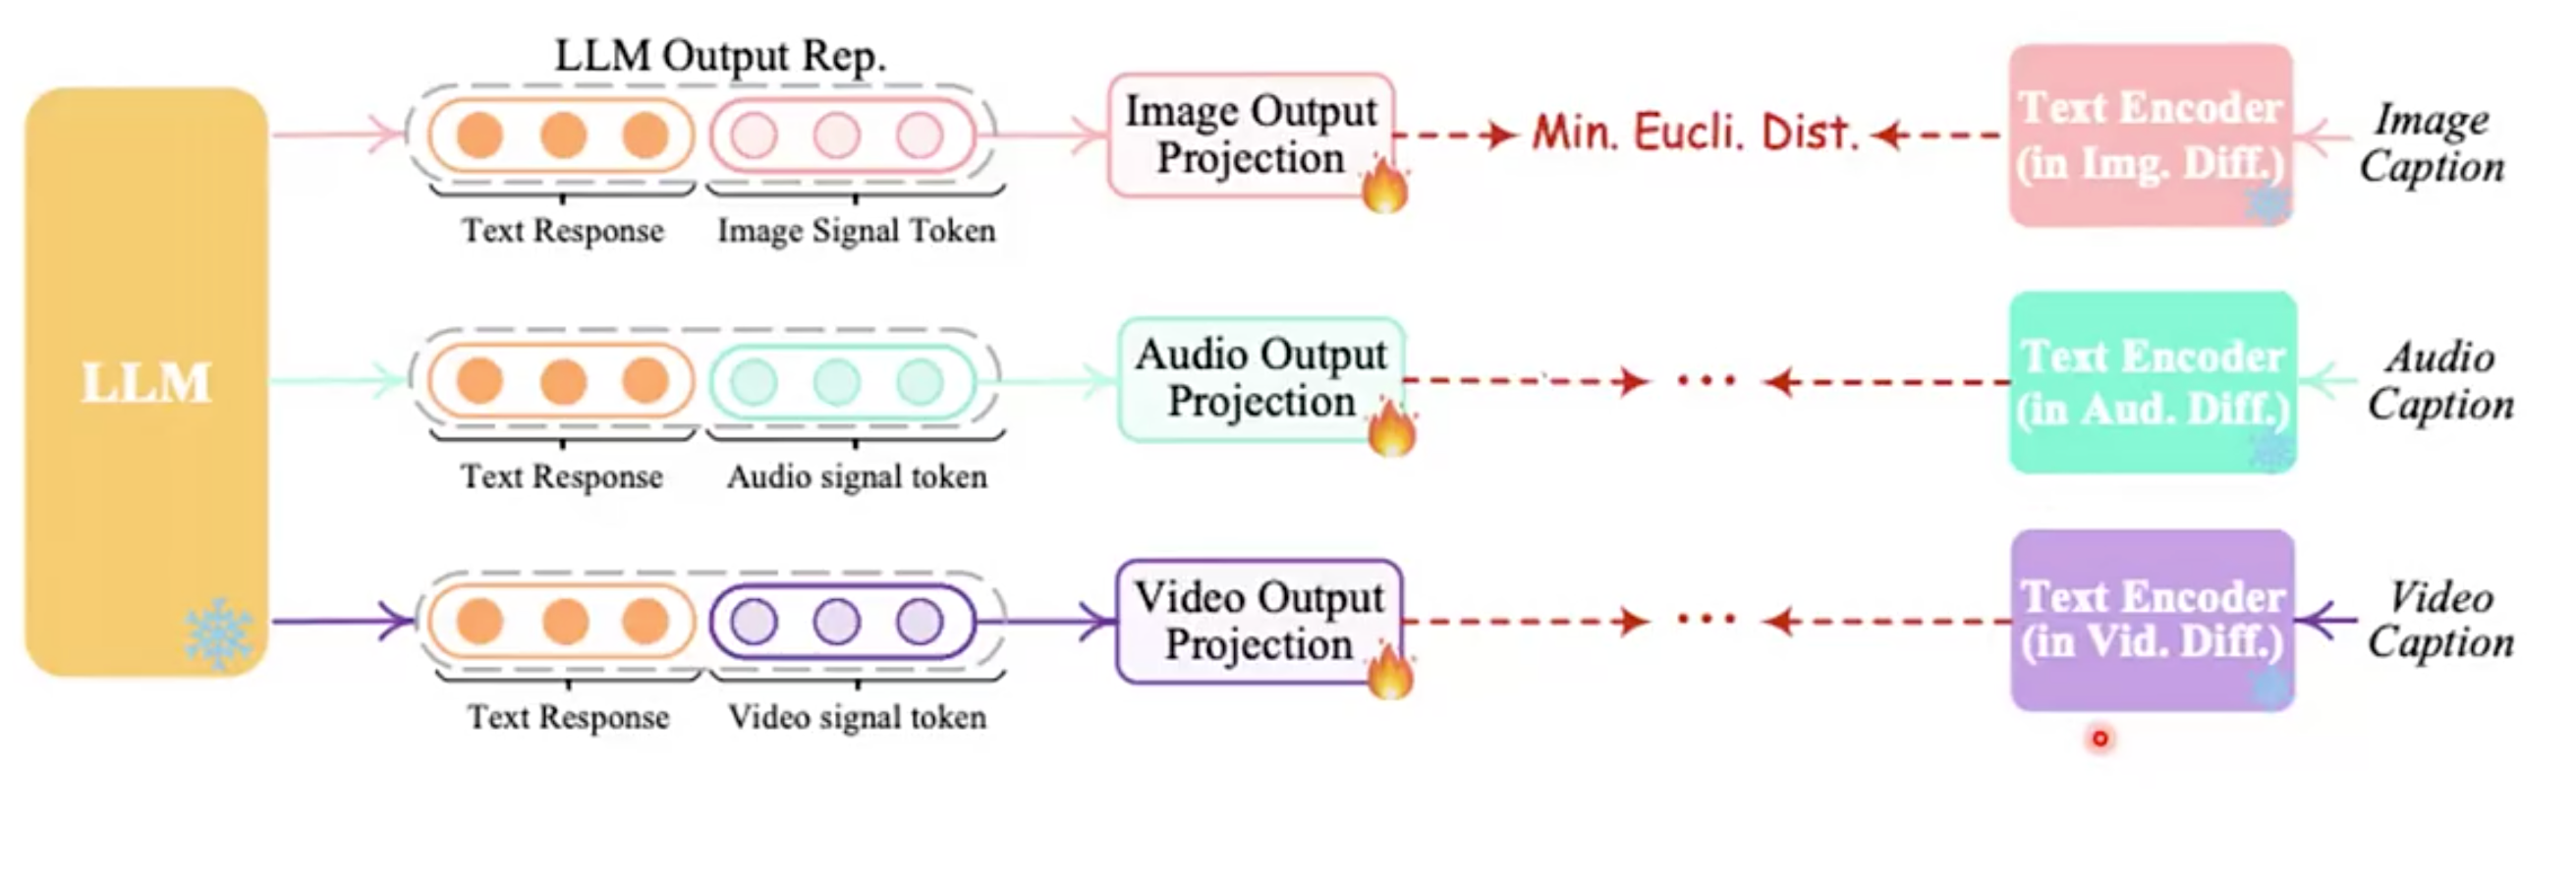 LLM Output Rep.
LLM
Text Response
Image Signal Token
Image Output
Projection
Min. Eucli. Dist.
Text Encoder
(in Img. Diff.)
Image
Caption
Text Response
Audio signal token
Audio Output
Projection
...
Text Encoder
(in Aud. Diff.)
Audio
Caption
Text Response
Video signal token
Video Output
Projection
...
Text Encoder
(in Vid. Diff.)
Video
Caption